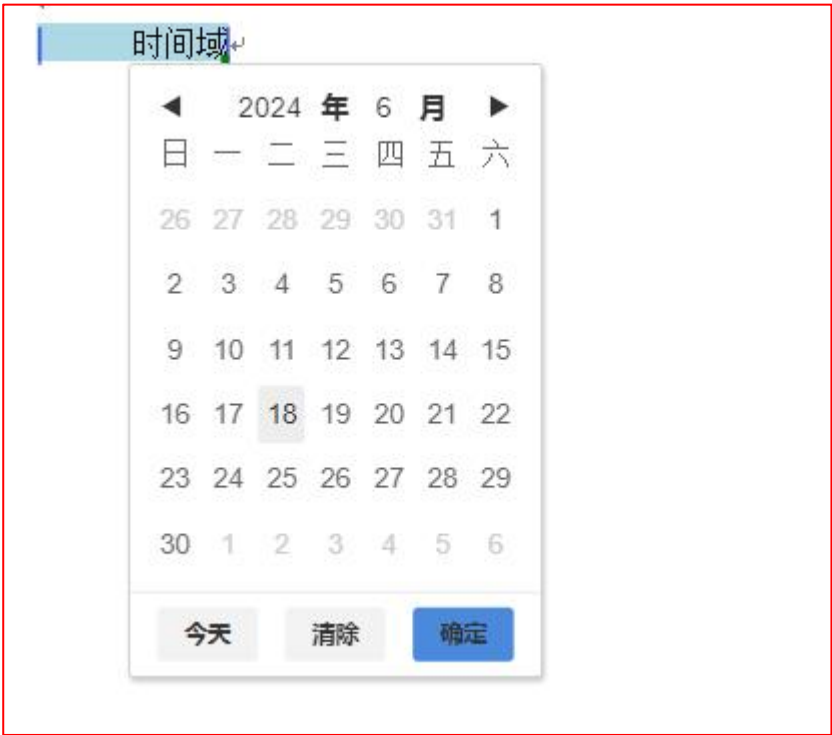 时间域↵
◀ 2024 年 6 月 ▶
日 一 二 三 四 五 六
26 27 28 29 30 31 1
2 3 4 5 6 7 8
9 10 11 12 13 14 15
16 17 18 19 20 21 22
23 24 25 26 27 28 29
30 1 2 3 4 5 6
今天 清除 确定